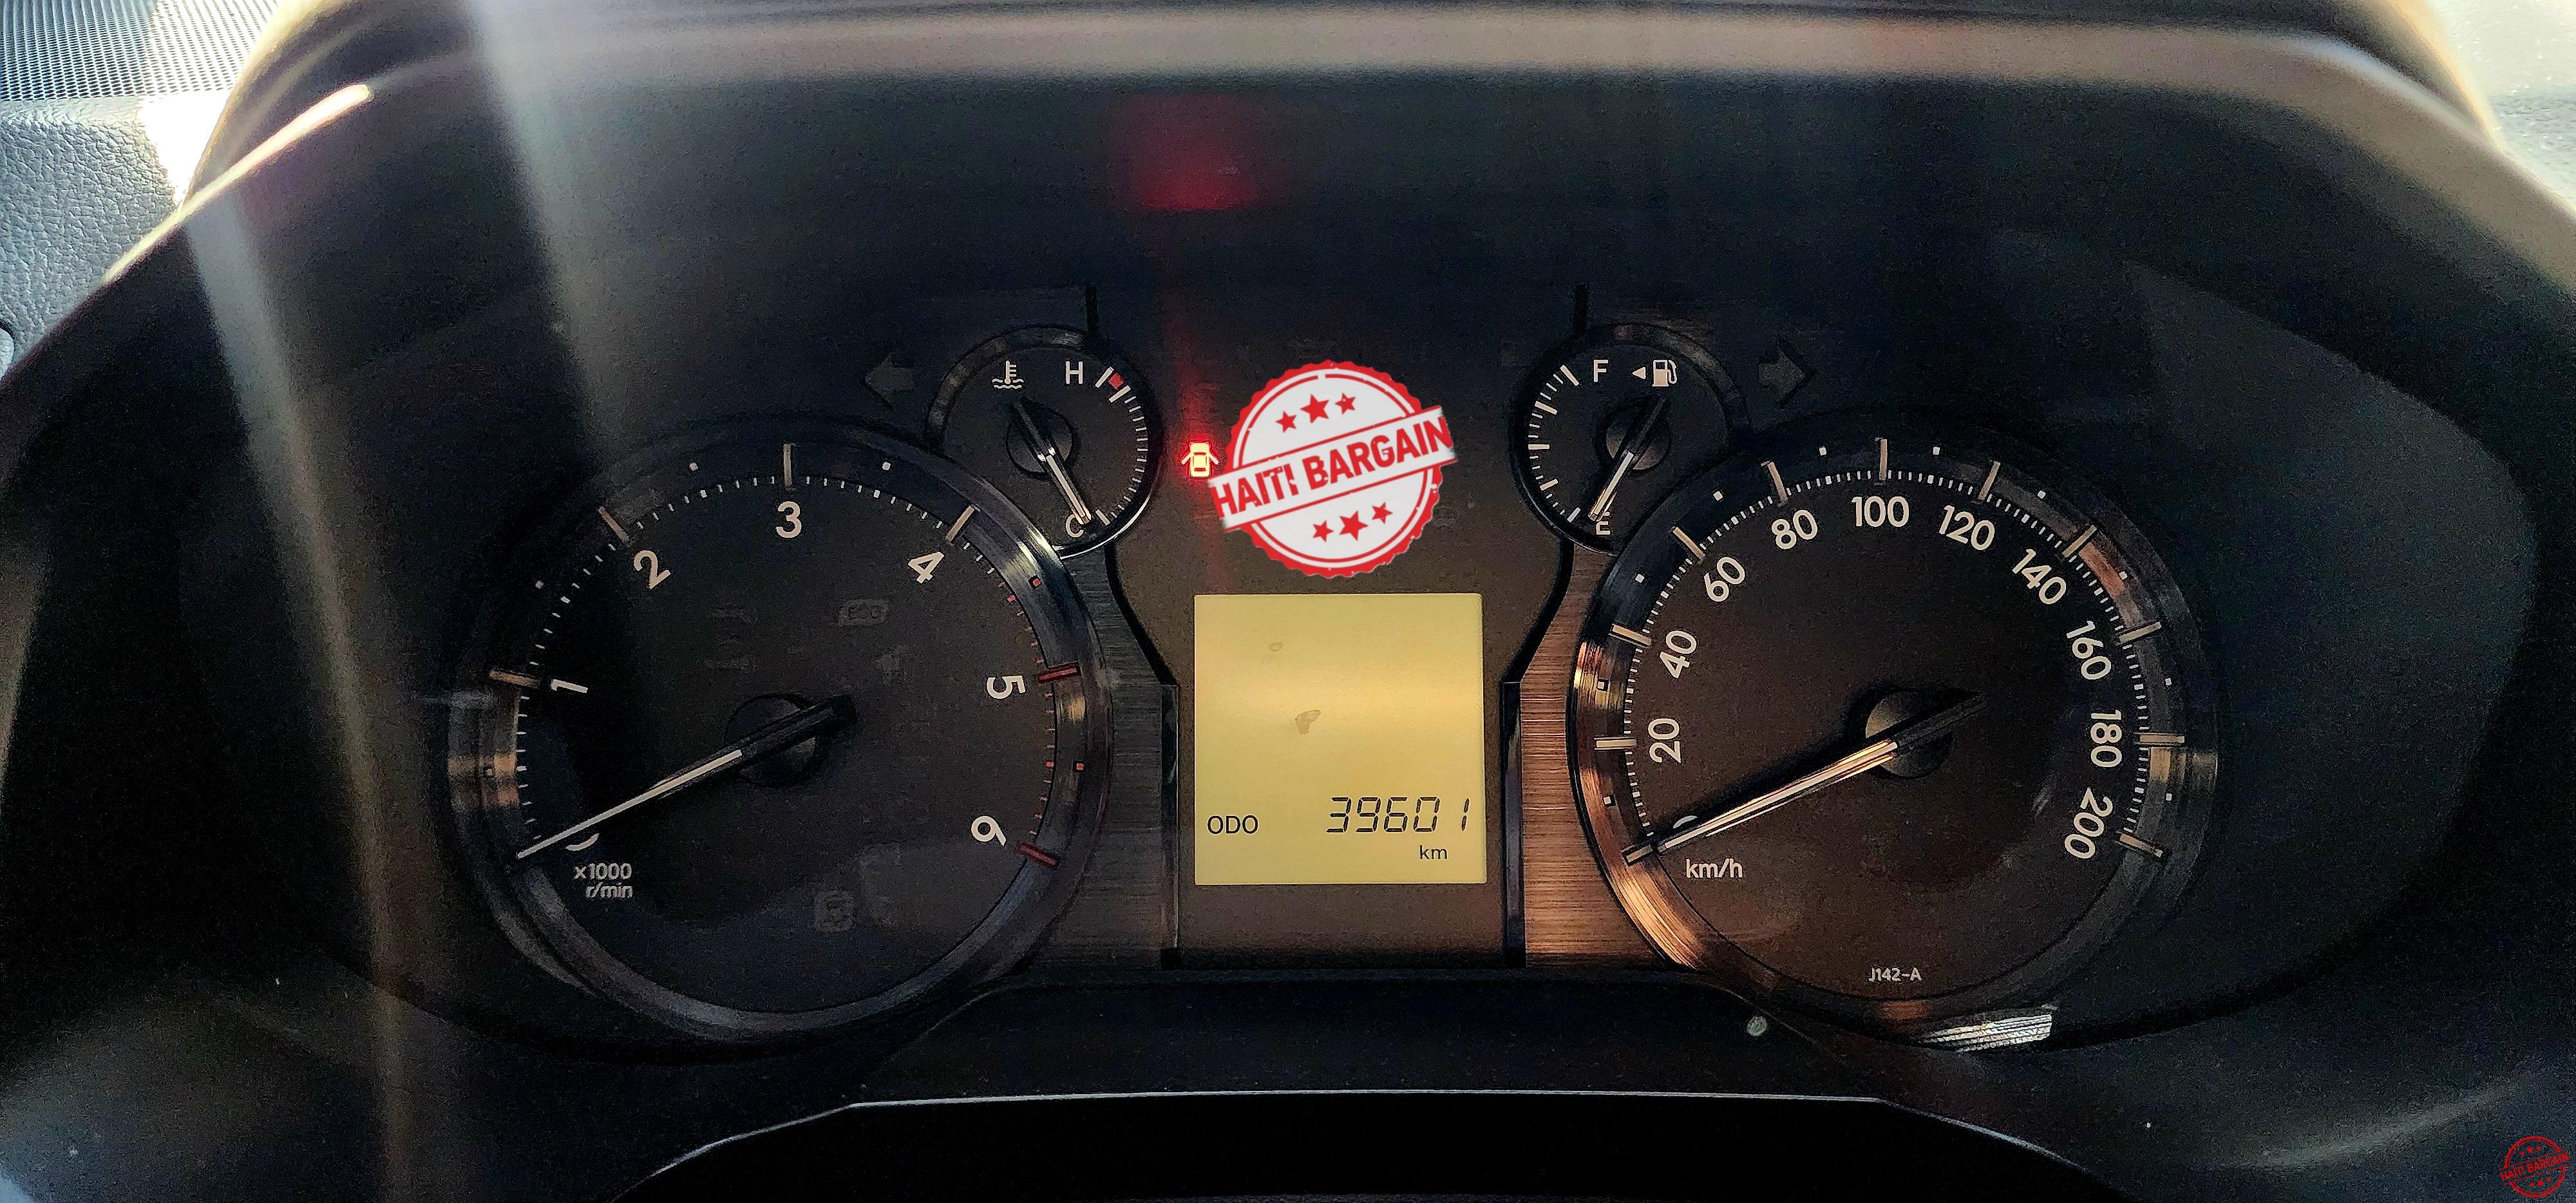 H
C
HAITI BARGAIN
F
E
1
2
3
4
5
6
x1000
r/min
ODO 39601
km
20
40
60
80
100
120
140
160
180
200
km/h
J142-A
HAITI BARGAIN